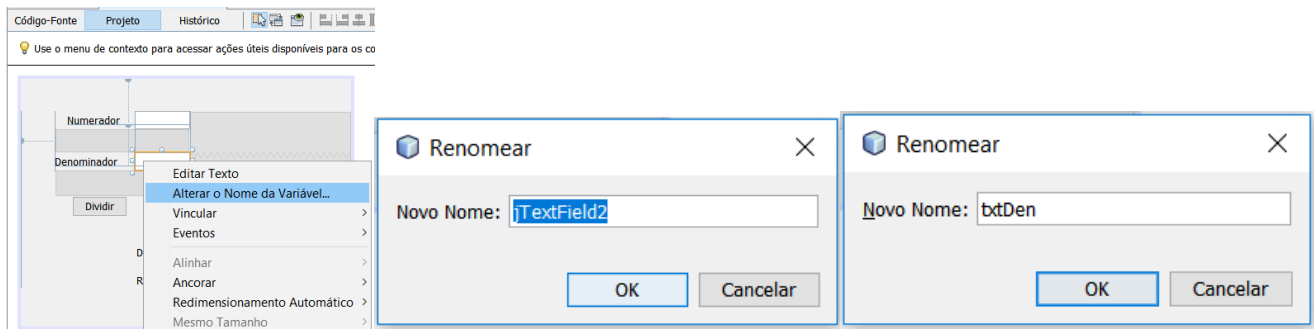 Código-Fonte Projeto Histórico
Use o menu de contexto para acessar ações úteis disponíveis para os co
Numerador
Denominador
Dividir
D
R
Editar Texto
Alterar o Nome da Variável...
Vincular
Eventos
Alinhar
Ancorar
Redimensionamento Automático
Mesmo Tamanho
Renomear
Novo Nome: jTextField2
OK Cancelar
Renomear
Novo Nome: txtDen
OK Cancelar